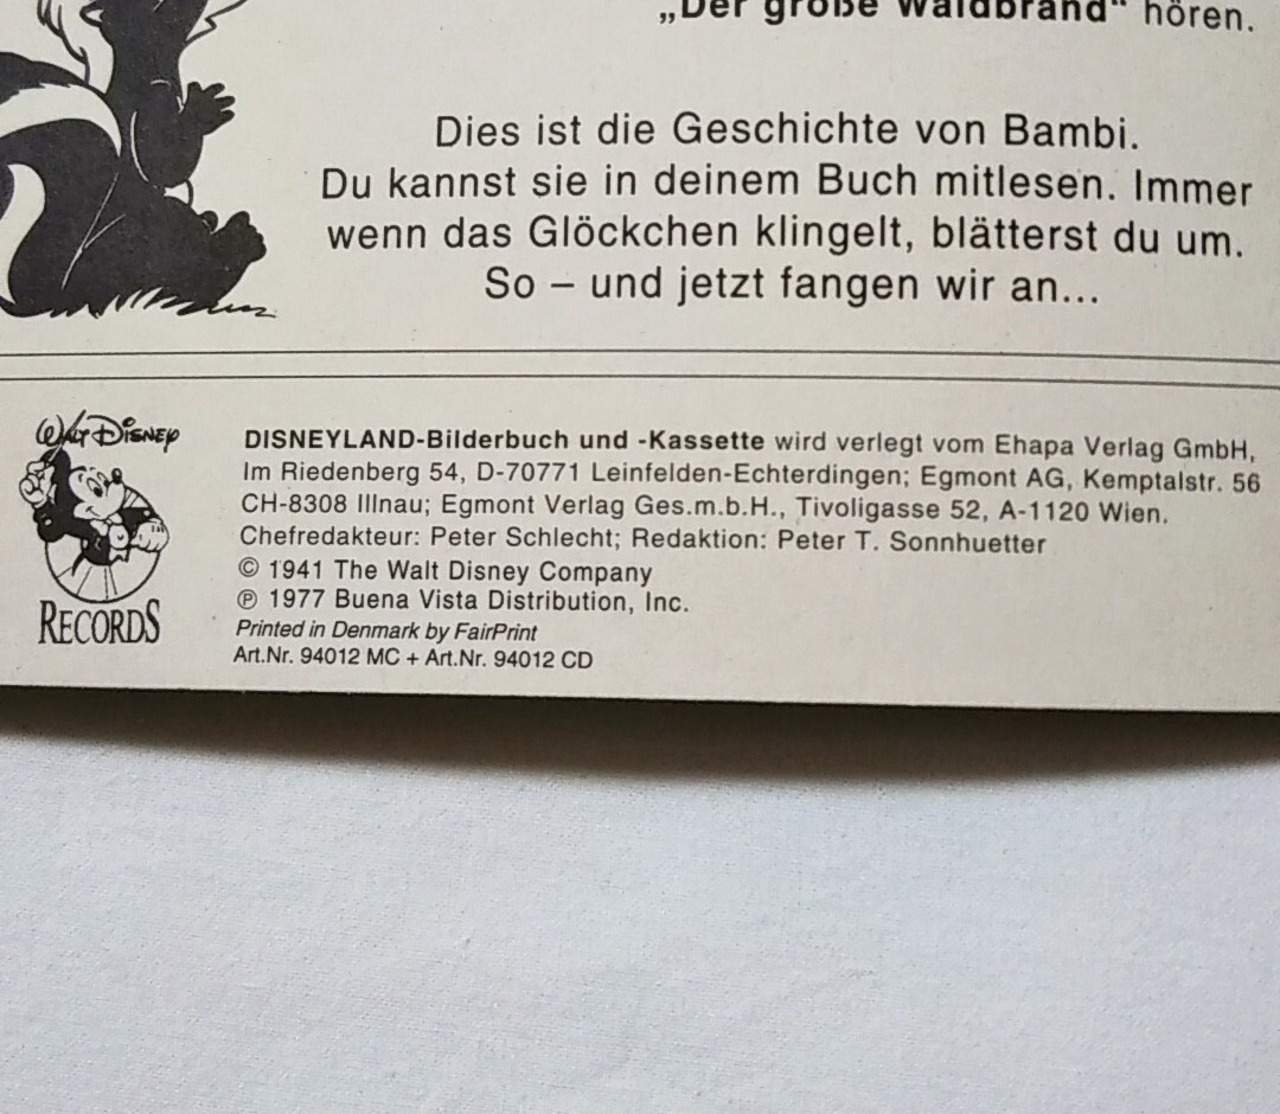 „Der große Waldbrand“ hören.
Dies ist die Geschichte von Bambi.
Du kannst sie in deinem Buch mitlesen. Immer
wenn das Glöckchen klingelt, blätterst du um.
So – und jetzt fangen wir an...
WALT DISNEY
RECORDS
DISNEYLAND-Bilderbuch und -Kassette wird verlegt vom Ehapa Verlag GmbH,
Im Riedenberg 54, D-70771 Leinfelden-Echterdingen; Egmont AG, Kemptalstr. 56
CH-8308 Illnau; Egmont Verlag Ges.m.b.H., Tivoligasse 52, A-1120 Wien.
Chefredakteur: Peter Schlecht; Redaktion: Peter T. Sonnhuetter
© 1941 The Walt Disney Company
℗ 1977 Buena Vista Distribution, Inc.
Printed in Denmark by FairPrint
Art.Nr. 94012 MC + Art.Nr. 94012 CD